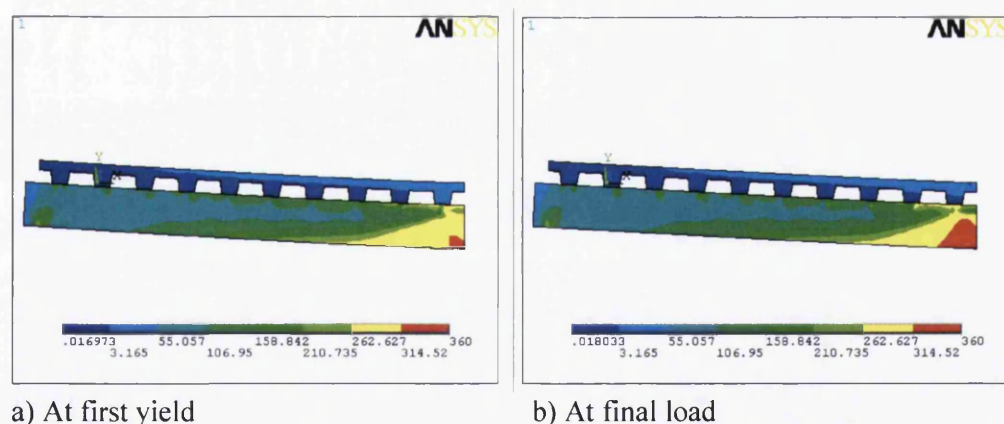 1
ANSYS
Y
X
.016973 55.057 158.842 262.627 360
3.165 106.95 210.735 314.52
a) At first yield
1
ANSYS
Y
X
.018033 55.057 158.842 262.627 360
3.165 106.95 210.735 314.52
b) At final load